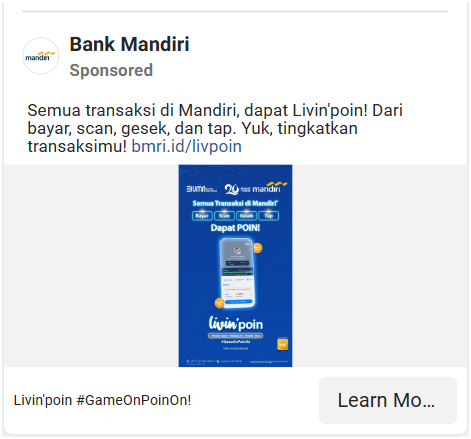 Bank Mandiri
mandiri
Sponsored
Semua transaksi di Mandiri, dapat Livin'poin! Dari
bayar, scan, gesek, dan tap. Yuk, tingkatkan
transaksimu! bmri.id/livpoin
BUMN mandiri
Semua Transaksi di Mandiri*
Bayar Scan Gesek Tap
Dapat POIN!
livin'poin
#GameOnPoinOn
Livin'poin #GameOnPoinOn!
Learn Mo...